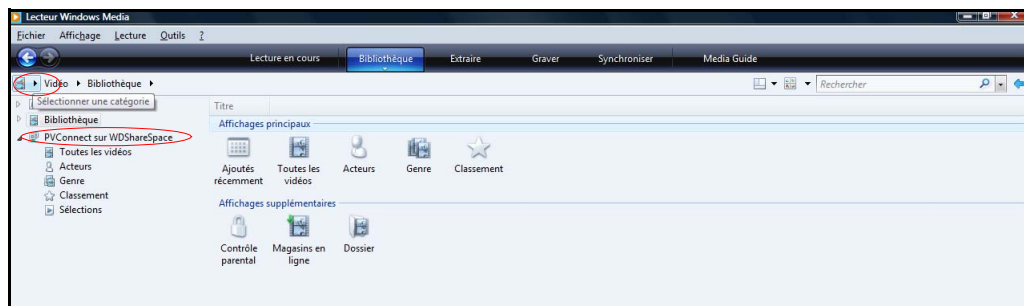 Lecteur Windows Media
Fichier Affichage Lecture Outils ?
Lecture en cours Bibliothèque Extraire Graver Synchroniser Media Guide
Vidéo Bibliothèque Rechercher
Sélectionner une catégorie
Titre
Bibliothèque
Affichages principaux
PVConnect sur WDShareSpace
Toutes les vidéos
Acteurs
Genre
Classement
Sélections
Ajoutés récemment
Toutes les vidéos
Acteurs
Genre
Classement
Affichages supplémentaires
Contrôle parental
Magasins en ligne
Dossier